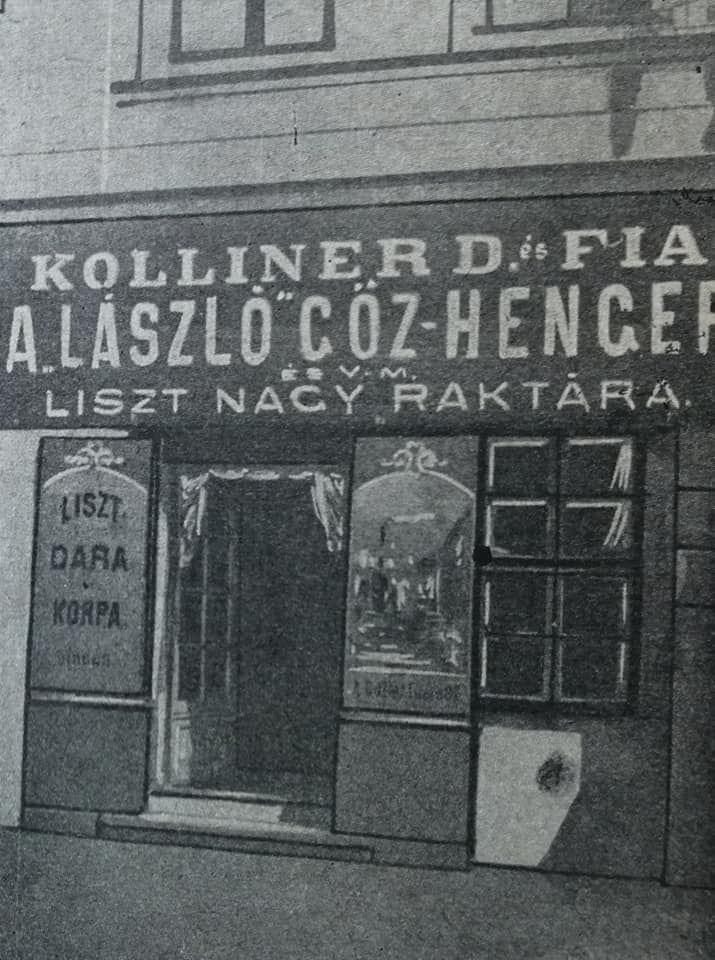 KOLLINER D. és FIA
A „LÁSZLÓ" GŐZ-HENGER
ÉS V. M.
LISZT NAGY RAKTÁRA.
LISZT.
DARA
KORPA